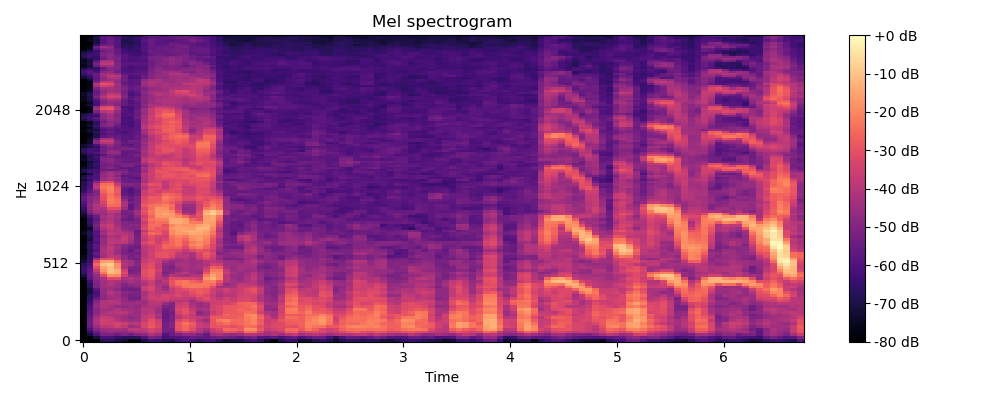 Mel spectrogram
Hz
2048
1024
512
0
0 1 2 3 4 5 6
Time
+0 dB
-10 dB
-20 dB
-30 dB
-40 dB
-50 dB
-60 dB
-70 dB
-80 dB